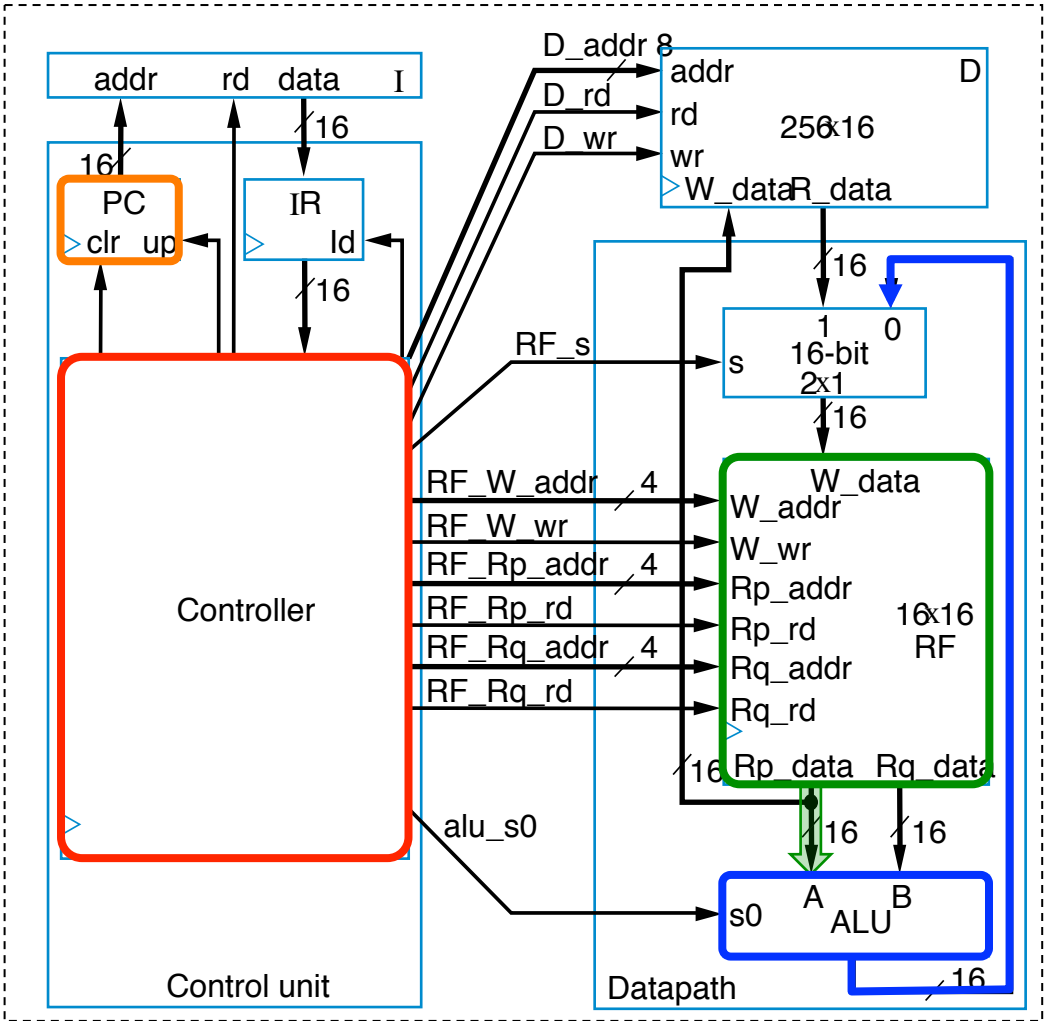 D_addr 8
addr rd data I
addr D
D_rd
rd
16
256x16
D_wr
wr
16
W_data R_data
PC
IR
clr up
ld
16
16
1 0
RF_s
16-bit
s
2x1
16
W_data
RF_W_addr 4
W_addr
RF_W_wr
W_wr
RF_Rp_addr 4
Rp_addr
Controller
16x16
RF_Rp_rd
Rp_rd
RF
RF_Rq_addr 4
Rq_addr
RF_Rq_rd
Rq_rd
16
Rp_data Rq_data
alu_s0
16 16
A B
s0
ALU
Control unit
Datapath
16